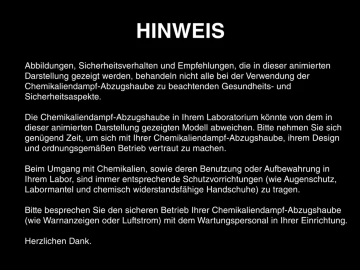 HINWEIS
Abbildungen, Sicherheitsverhalten und Empfehlungen, die in dieser animierten
Darstellung gezeigt werden, behandeln nicht alle bei der Verwendung der
Chemikaliendampf-Abzugshaube zu beachtenden Gesundheits- und
Sicherheitsaspekte.
Die Chemikaliendampf-Abzugshaube in Ihrem Laboratorium könnte von dem in
dieser animierten Darstellung gezeigten Modell abweichen. Bitte nehmen Sie sich
genügend Zeit, um sich mit Ihrer Chemikaliendampf-Abzugshaube, ihrem Design
und ordnungsgemäßen Betrieb vertraut zu machen.
Beim Umgang mit Chemikalien, sowie deren Benutzung oder Aufbewahrung in
Ihrem Labor, sind immer entsprechende Schutzvorrichtungen (wie Augenschutz,
Labormantel und chemisch widerstandsfähige Handschuhe) zu tragen.
Bitte besprechen Sie den sicheren Betrieb Ihrer Chemikaliendampf-Abzugshaube
(wie Warnanzeigen oder Luftstrom) mit dem Wartungspersonal in Ihrer Einrichtung.
Herzlichen Dank.